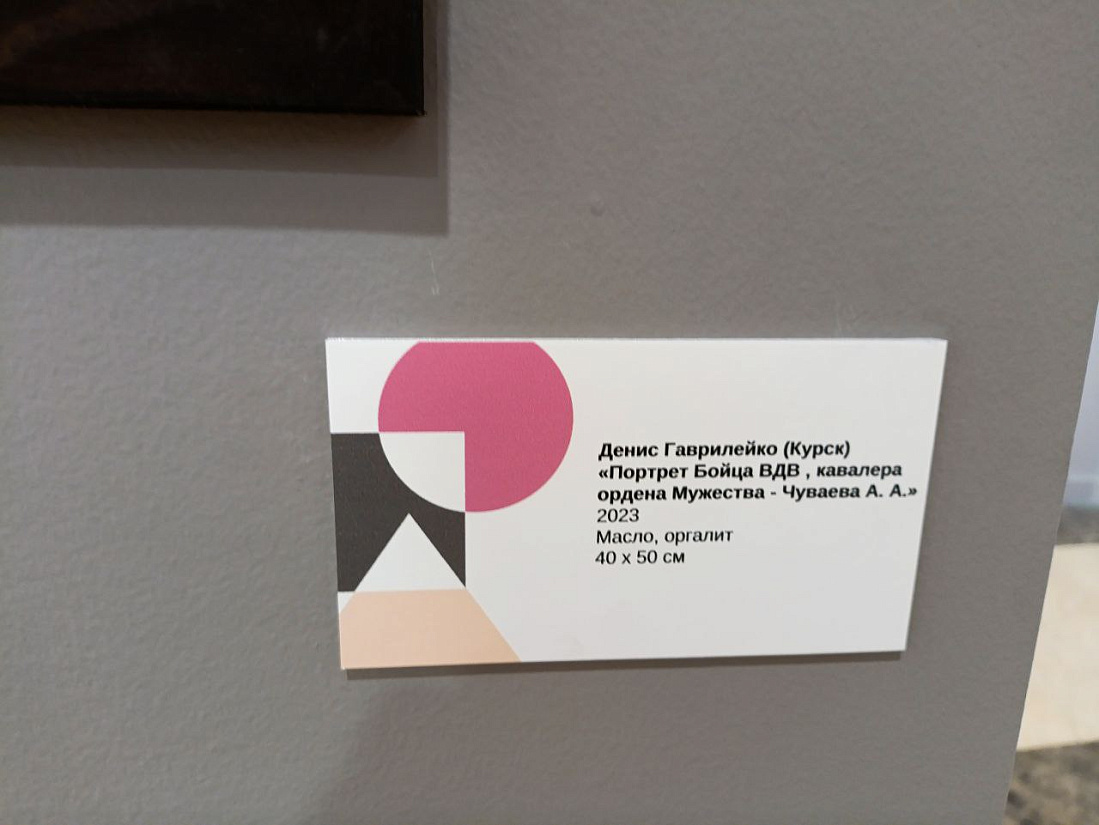 Денис Гаврилейко (Курск)
«Портрет Бойца ВДВ , кавалера
ордена Мужества - Чуваева А. А.»
2023
Масло, оргалит
40 х 50 см